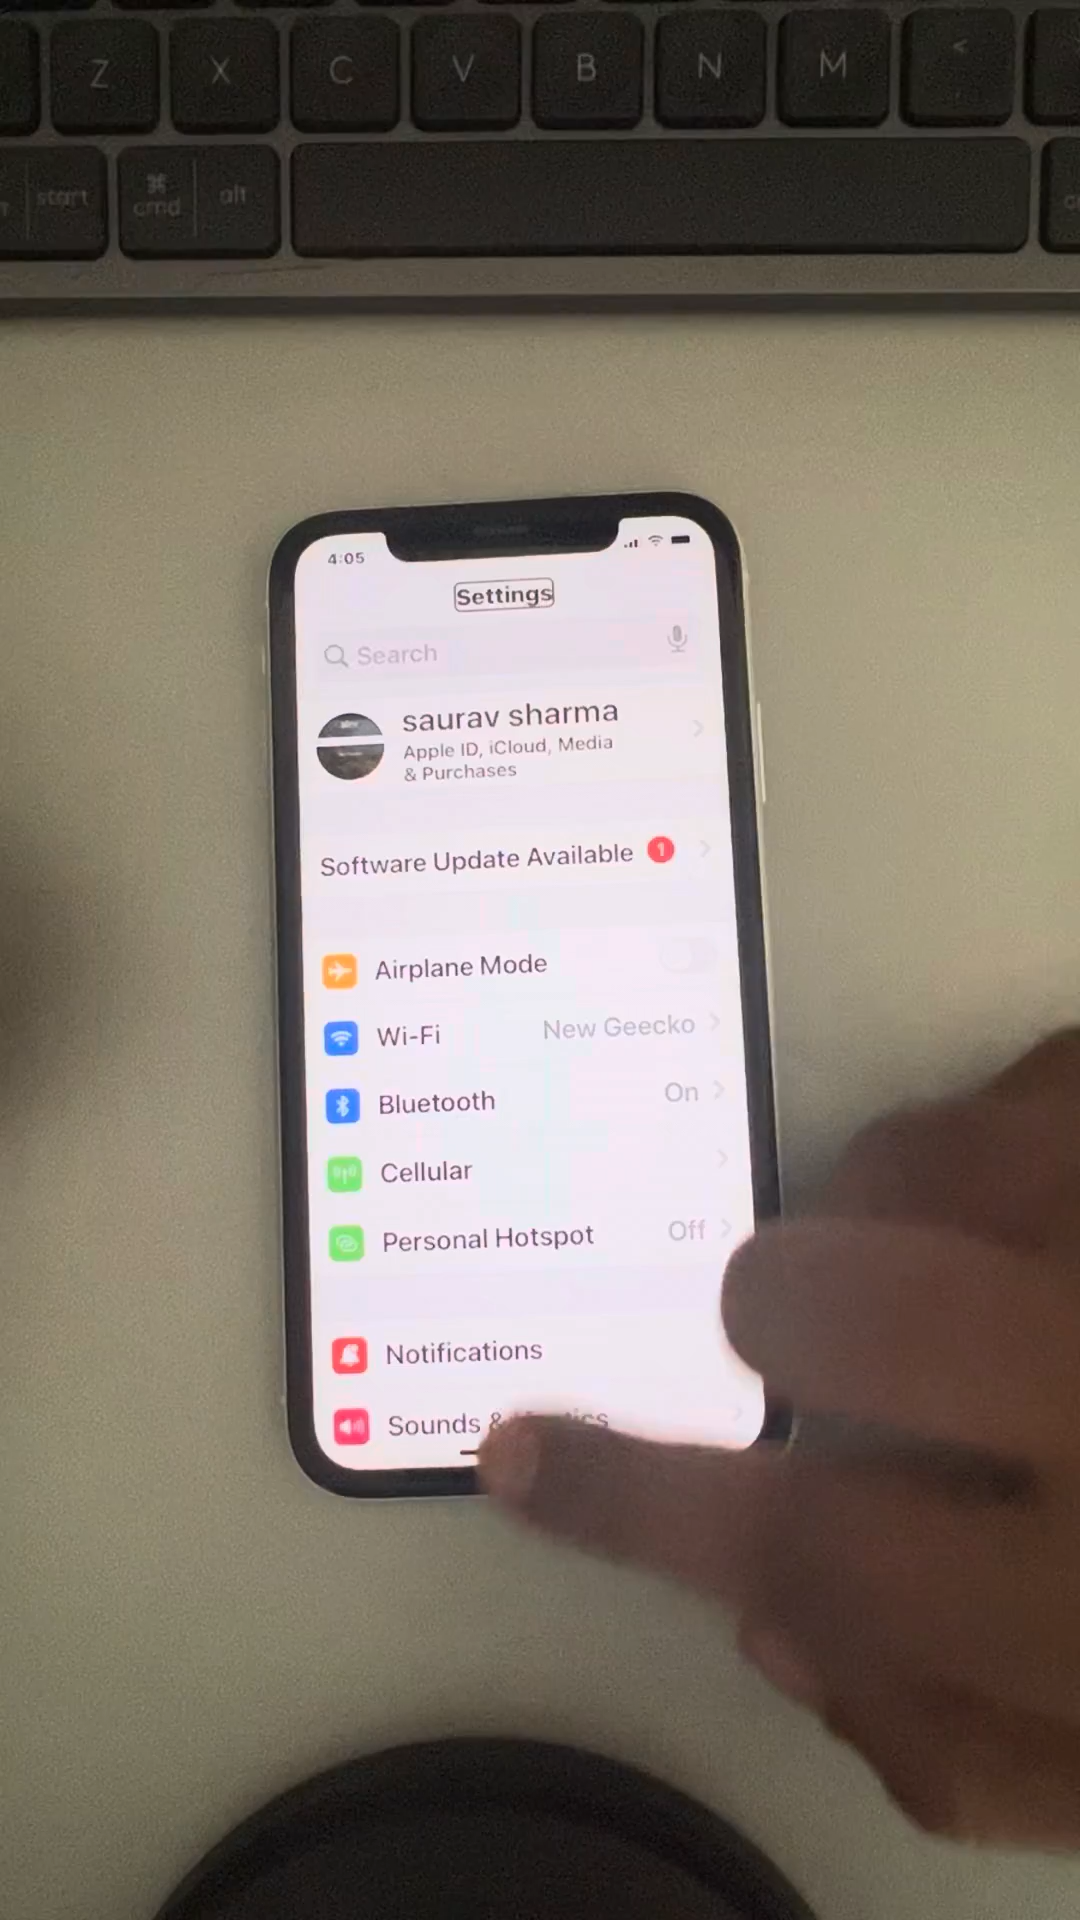 Z X C V B N M <
start ⌘ cmd alt
4:05
Settings
Search
saurav sharma
Apple ID, iCloud, Media
& Purchases
Software Update Available 1
Airplane Mode
Wi-Fi New Geecko
Bluetooth On
Cellular
Personal Hotspot Off
Notifications
Sounds &